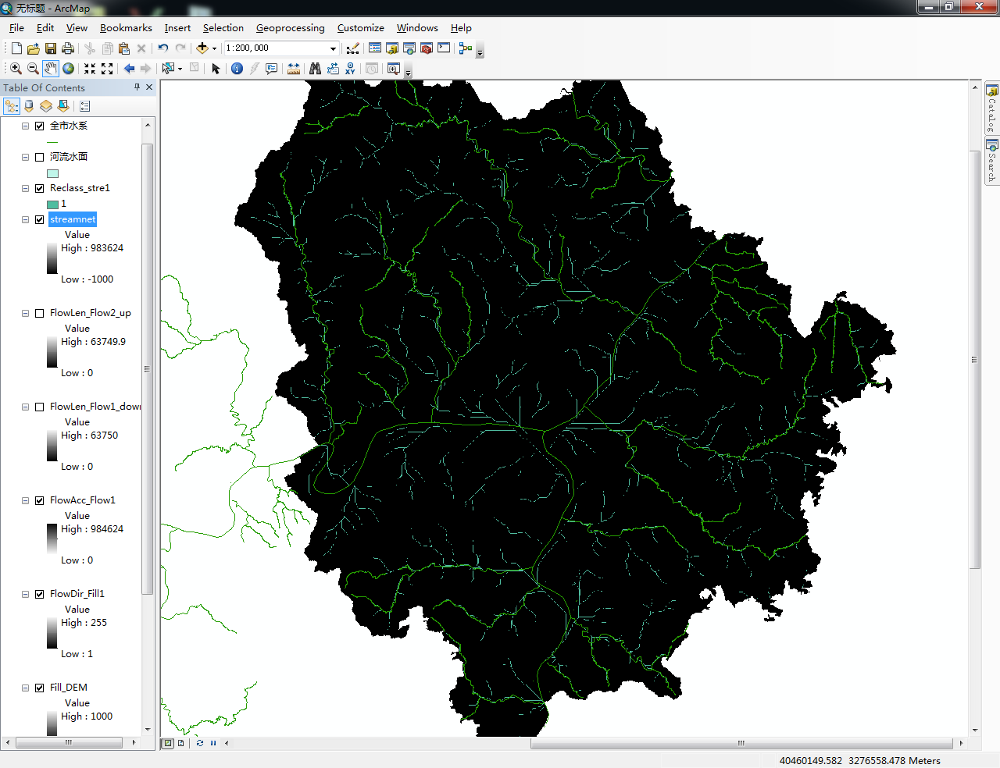 无标题 - ArcMap
File Edit View Bookmarks Insert Selection Geoprocessing Customize Windows Help
1:200,000
XY
Table Of Contents
全市水系
河流水面
Reclass_stre1
1
streamnet
Value
High : 983624
Low : -1000
FlowLen_Flow2_up
Value
High : 63749.9
Low : 0
FlowLen_Flow1_down
Value
High : 63750
Low : 0
FlowAcc_Flow1
Value
High : 984624
Low : 0
FlowDir_Fill1
Value
High : 255
Low : 1
Fill_DEM
Value
High : 1000
Catalog
Search
40460149.582 3276558.478 Meters